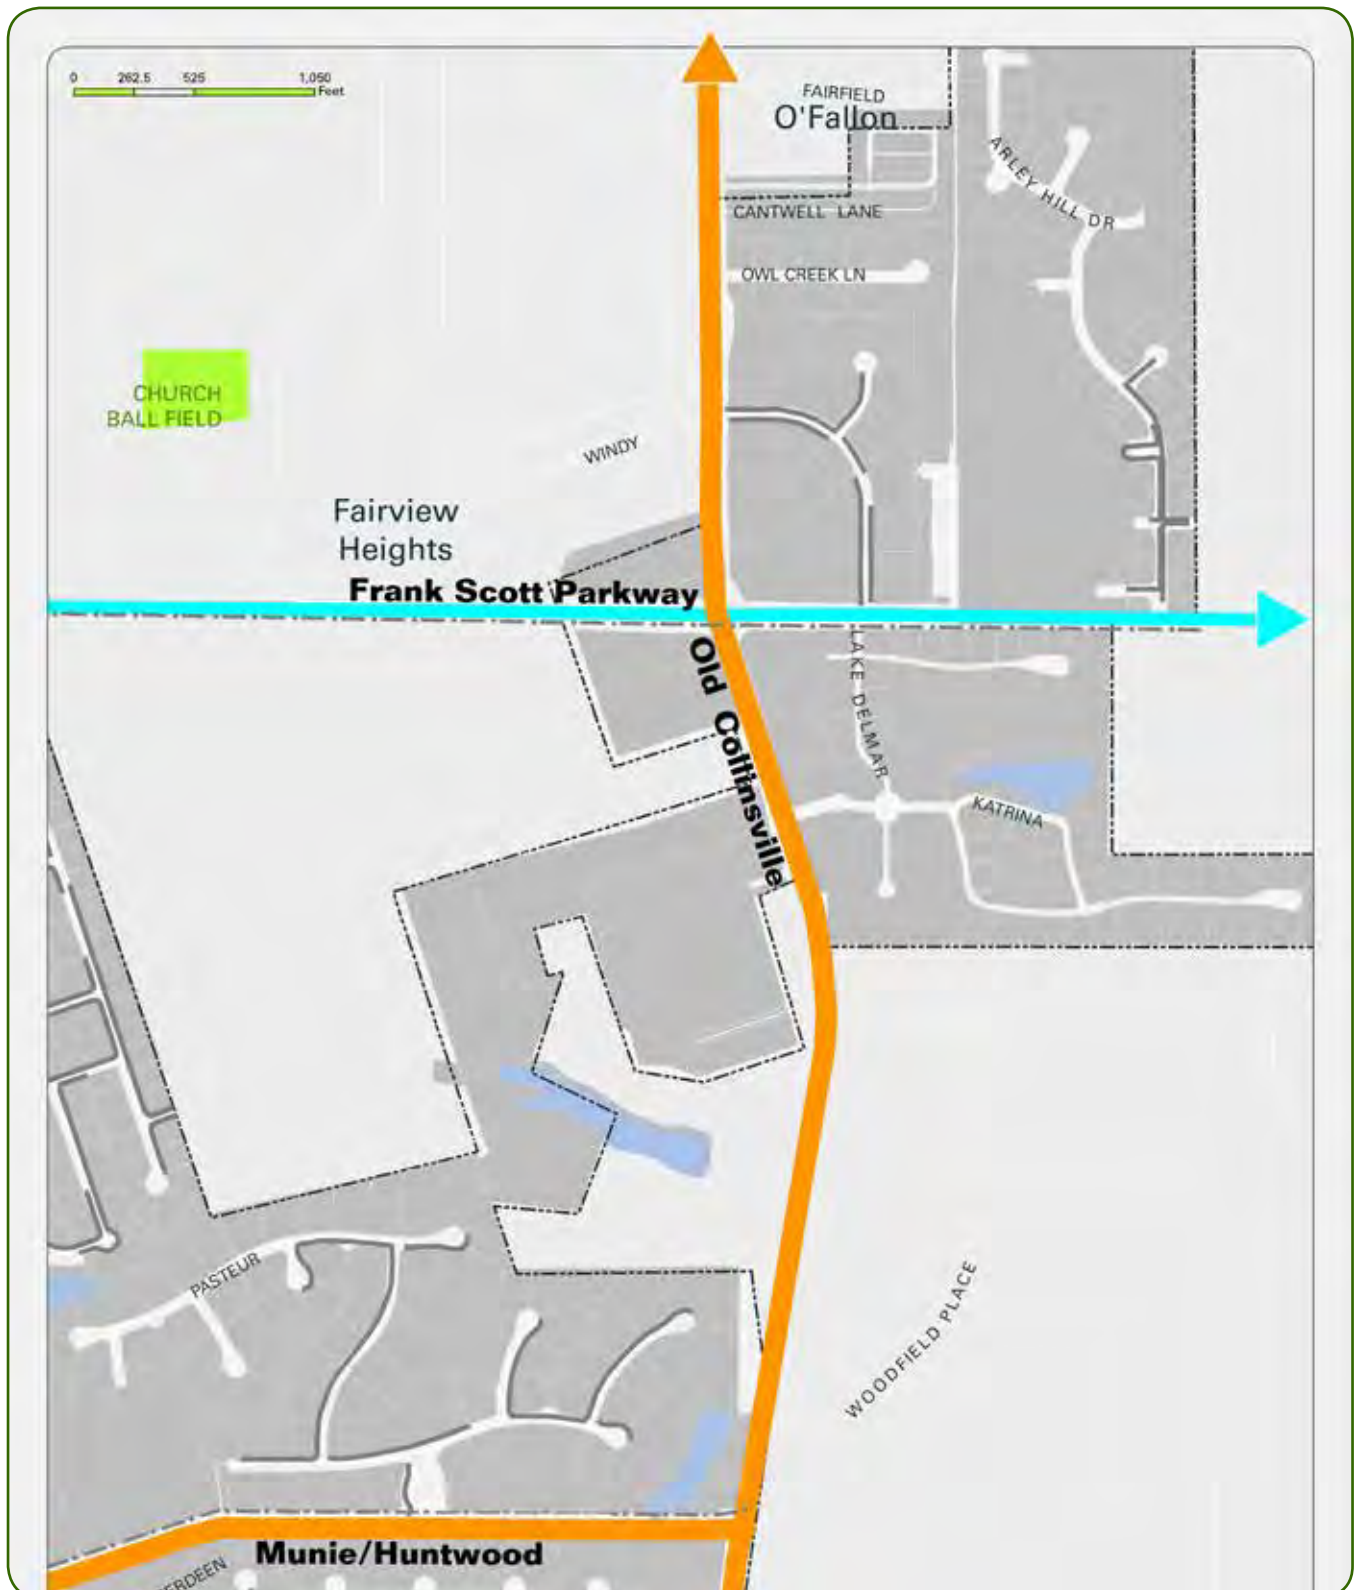 0 262.5 525 1,050
Feet
FAIRFIELD
O'Fallon
ARLEY HILL DR
CANTWELL LANE
OWL CREEK LN
CHURCH
BALL FIELD
WINDY
Fairview
Heights
Frank Scott Parkway
Old Collinsville
LAKE DELMAR
KATRINA
PASTEUR
WOODFIELD PLACE
Munie/Huntwood